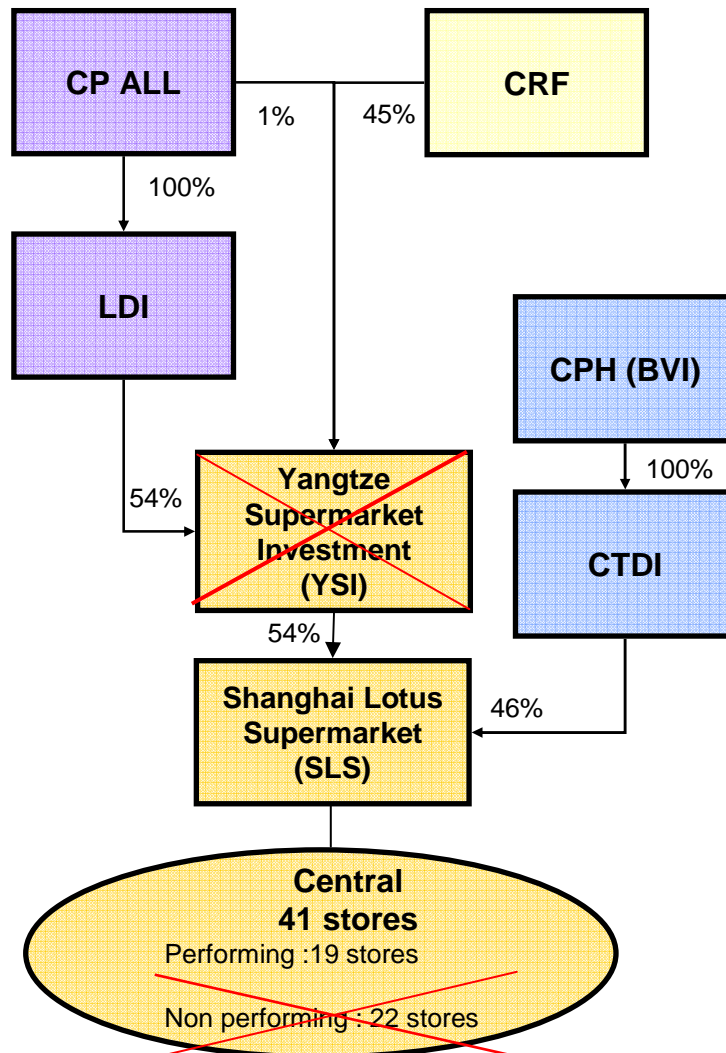 CP ALL
CRF
1%
45%
100%
LDI
CPH (BVI)
100%
54%
Yangtze
Supermarket
Investment
(YSI)
CTDI
54%
Shanghai Lotus
Supermarket
(SLS)
46%
Central
41 stores
Performing :19 stores
Non performing : 22 stores